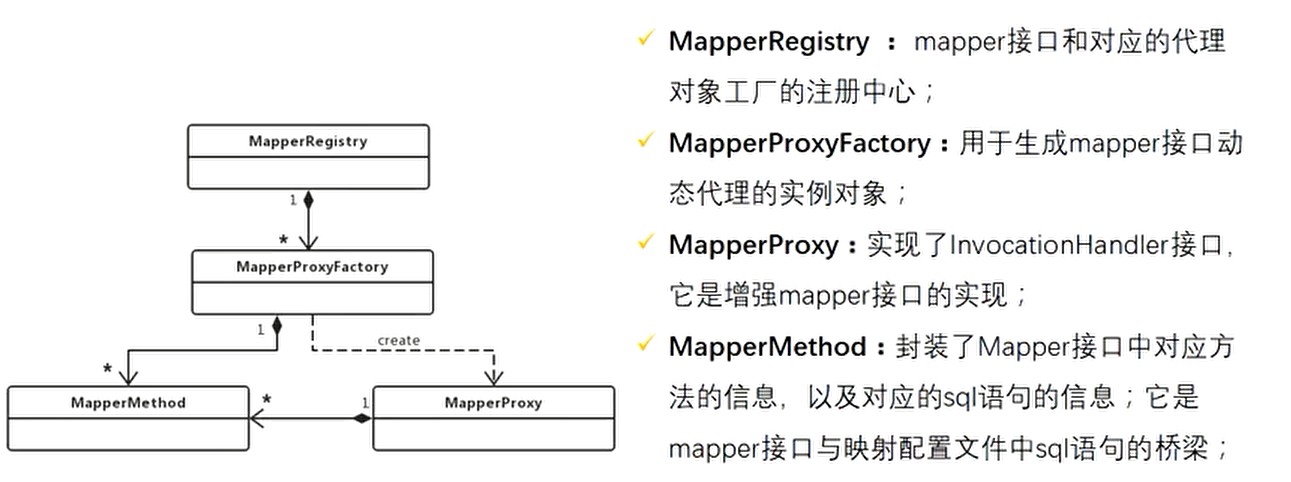 MapperRegistry
1
*
MapperProxyFactory
1
create
*
MapperMethod
*
1
MapperProxy
MapperRegistry ： mapper接口和对应的代理
对象工厂的注册中心；
MapperProxyFactory：用于生成mapper接口动
态代理的实例对象；
MapperProxy：实现了InvocationHandler接口，
它是增强mapper接口的实现；
MapperMethod：封装了Mapper接口中对应方
法的信息，以及对应的sql语句的信息；它是
mapper接口与映射配置文件中sql语句的桥梁；